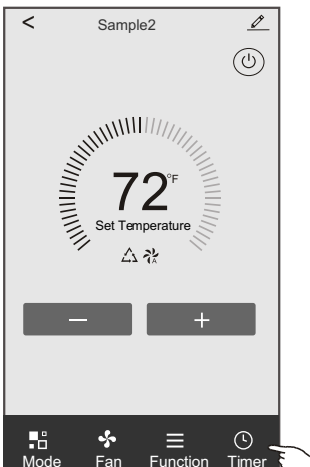 < Sample2
72°F
Set Temperature
A
− +
Mode Fan Function Timer